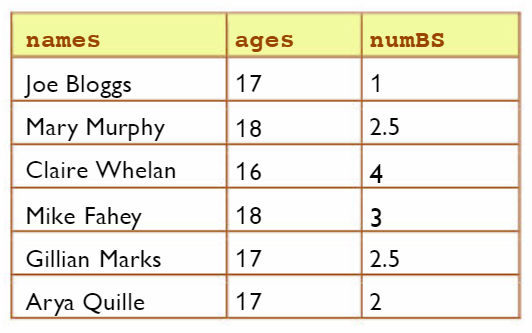 names ages numBS
Joe Bloggs 17 1
Mary Murphy 18 2.5
Claire Whelan 16 4
Mike Fahey 18 3
Gillian Marks 17 2.5
Arya Quille 17 2